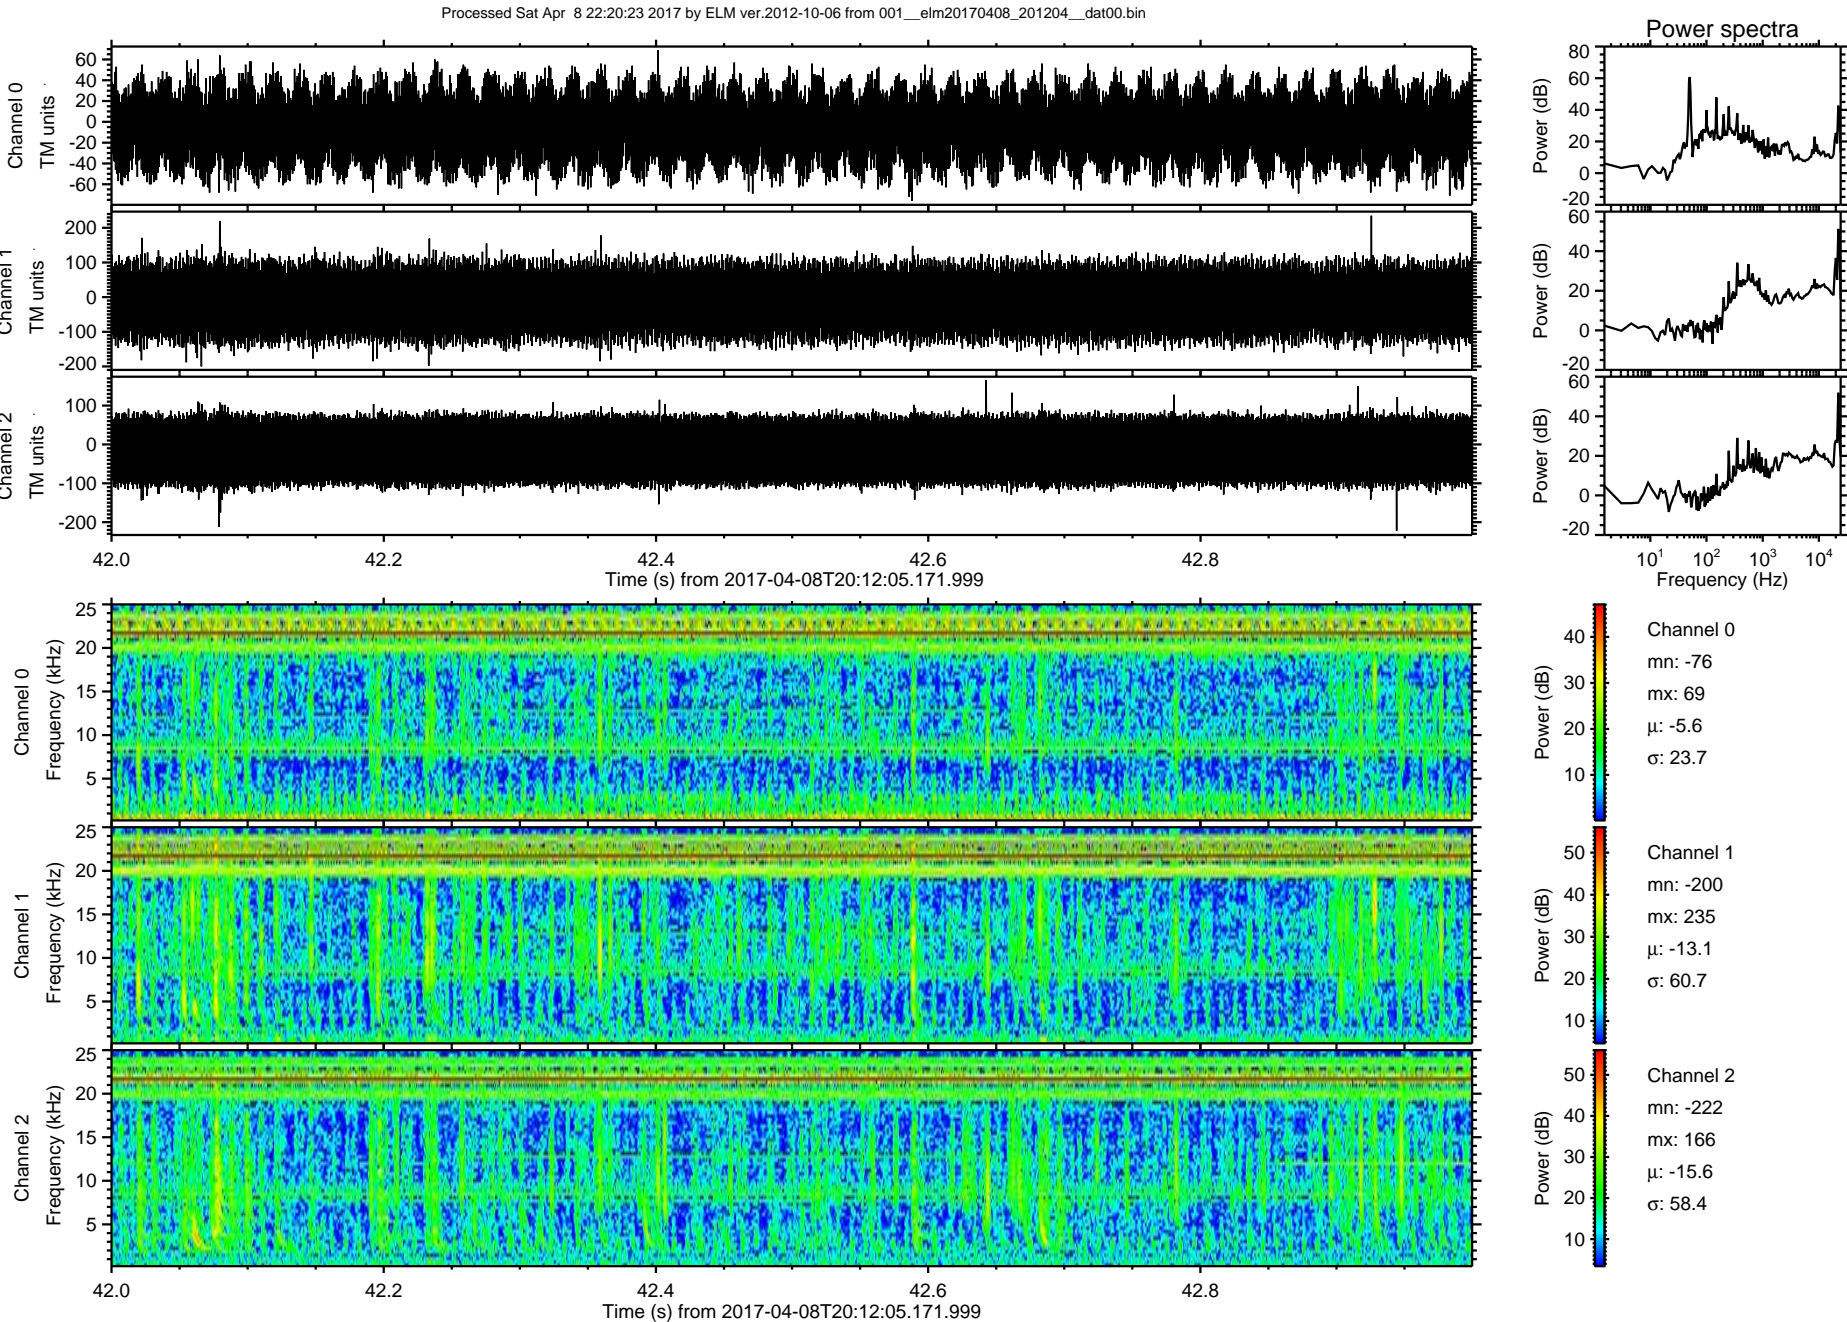 Processed Sat Apr  8 22:20:23 2017 by ELM ver.2012-10-06 from 001__elm20170408_201204__dat00.bin
Power spectra
Channel 0
TM units
60
40
20
0
-20
-40
-60
Power (dB)
80
60
40
20
0
-20
Channel 1
TM units
200
100
0
-100
-200
Power (dB)
60
40
20
0
-20
Channel 2
TM units
100
0
-100
-200
Power (dB)
60
40
20
0
-20
42.0 42.2 42.4 42.6 42.8
Time (s) from 2017-04-08T20:12:05.171.999
10¹ 10² 10³ 10⁴
Frequency (Hz)
Channel 0
Frequency (kHz)
25
20
15
10
5
Power (dB)
40
30
20
10
Channel 0
mn: -76
mx: 69
μ: -5.6
σ: 23.7
Channel 1
Frequency (kHz)
25
20
15
10
5
Power (dB)
50
40
30
20
10
Channel 1
mn: -200
mx: 235
μ: -13.1
σ: 60.7
Channel 2
Frequency (kHz)
25
20
15
10
5
Power (dB)
50
40
30
20
10
Channel 2
mn: -222
mx: 166
μ: -15.6
σ: 58.4
42.0 42.2 42.4 42.6 42.8
Time (s) from 2017-04-08T20:12:05.171.999